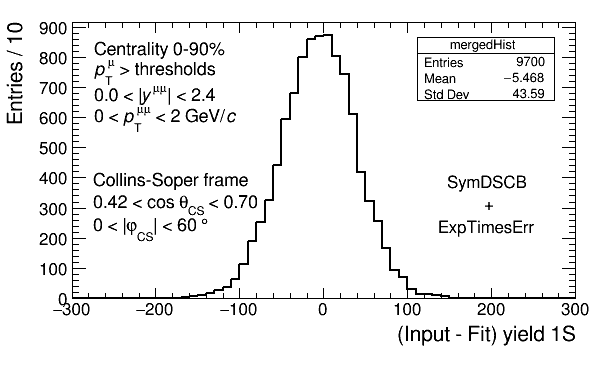 Entries / 10
900
800
700
600
500
400
300
200
100
0
Centrality 0-90%
p_T^μ > thresholds
0.0 < |y^μμ| < 2.4
0 < p_T^μμ < 2 GeV/c
Collins-Soper frame
0.42 < cos θ_CS < 0.70
0 < |φ_CS| < 60 °
mergedHist
Entries 9700
Mean −5.468
Std Dev 43.59
SymDSCB
+
ExpTimesErr
−300 −200 −100 0 100 200 300
(Input - Fit) yield 1S